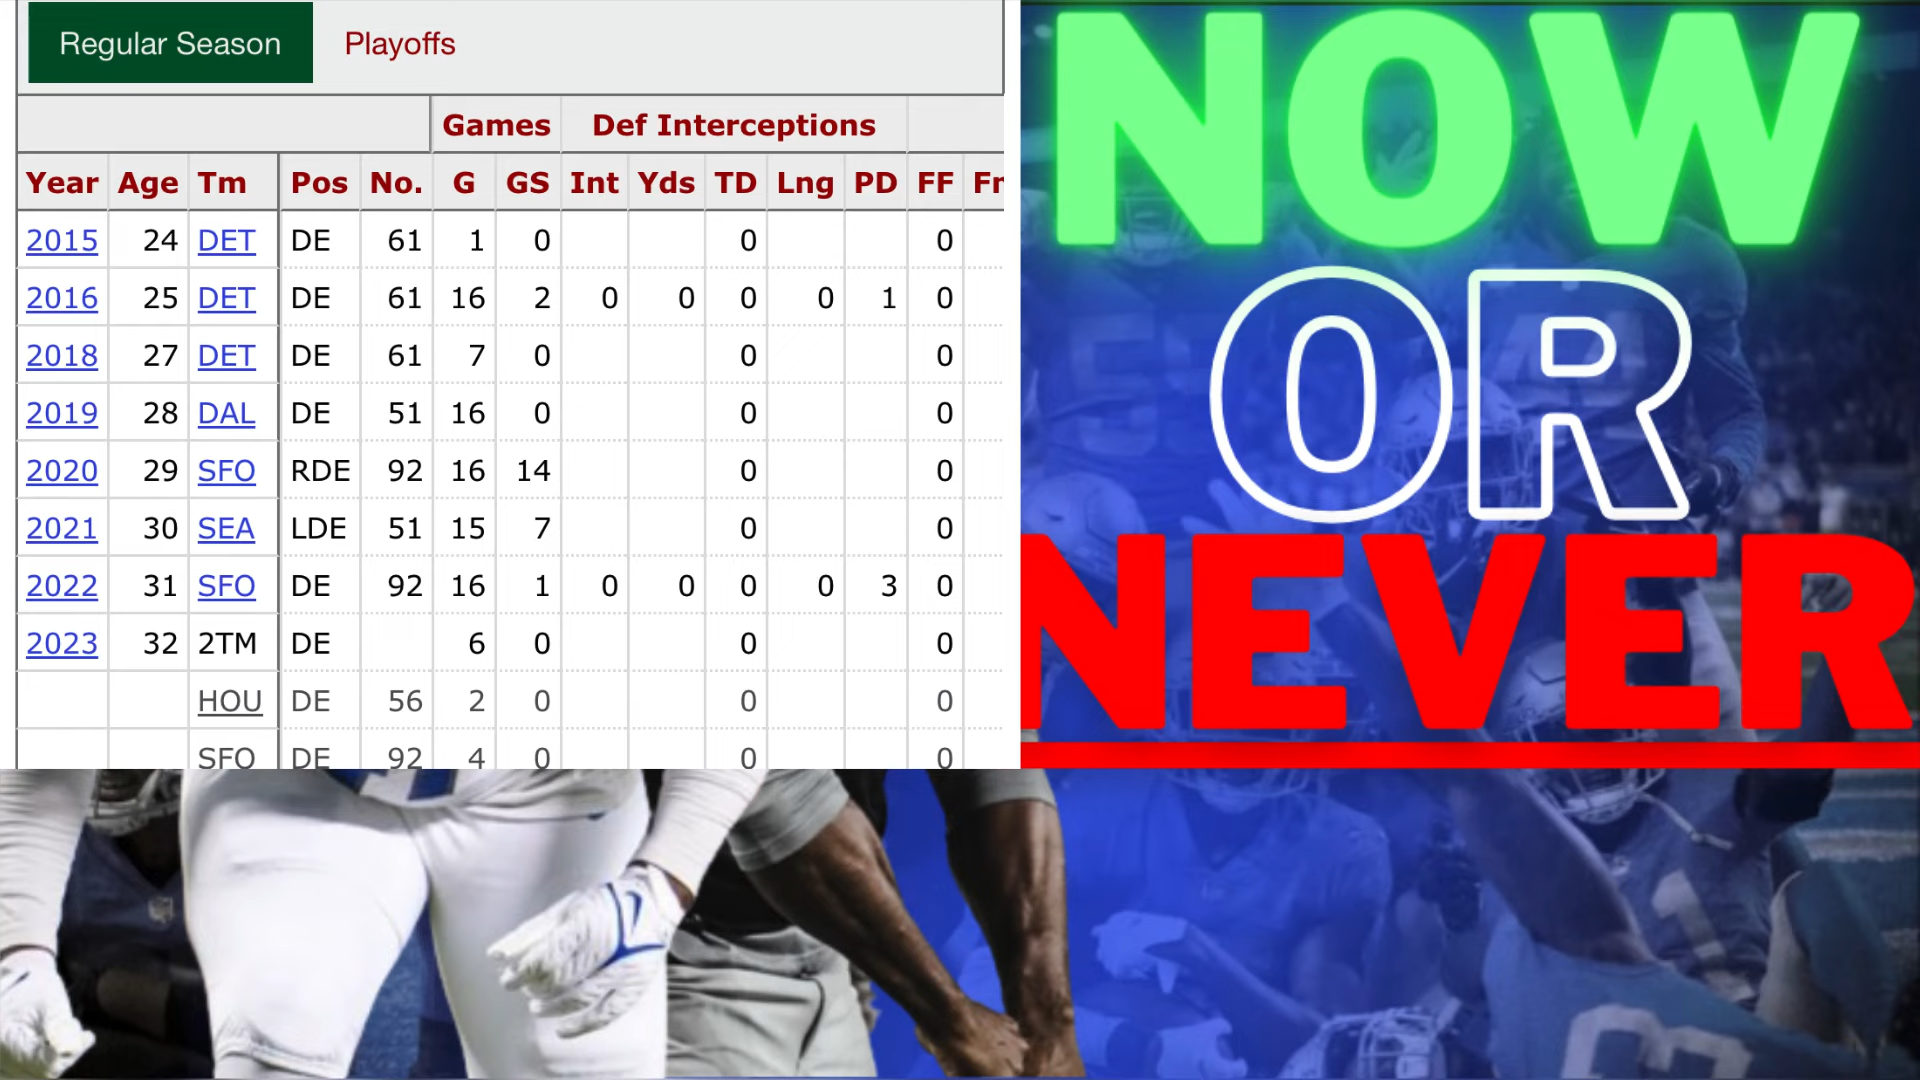 Regular Season Playoffs
Games Def Interceptions
Year Age Tm Pos No. G GS Int Yds TD Lng PD FF Fr
2015 24 DET DE 61 1 0 0 0
2016 25 DET DE 61 16 2 0 0 0 0 1 0
2018 27 DET DE 61 7 0 0 0
2019 28 DAL DE 51 16 0 0 0
2020 29 SFO RDE 92 16 14 0 0
2021 30 SEA LDE 51 15 7 0 0
2022 31 SFO DE 92 16 1 0 0 0 0 3 0
2023 32 2TM DE 6 0 0 0
HOU DE 56 2 0 0 0
SFO DE 92 4 0 0 0
NOW
OR
NEVER
1
3